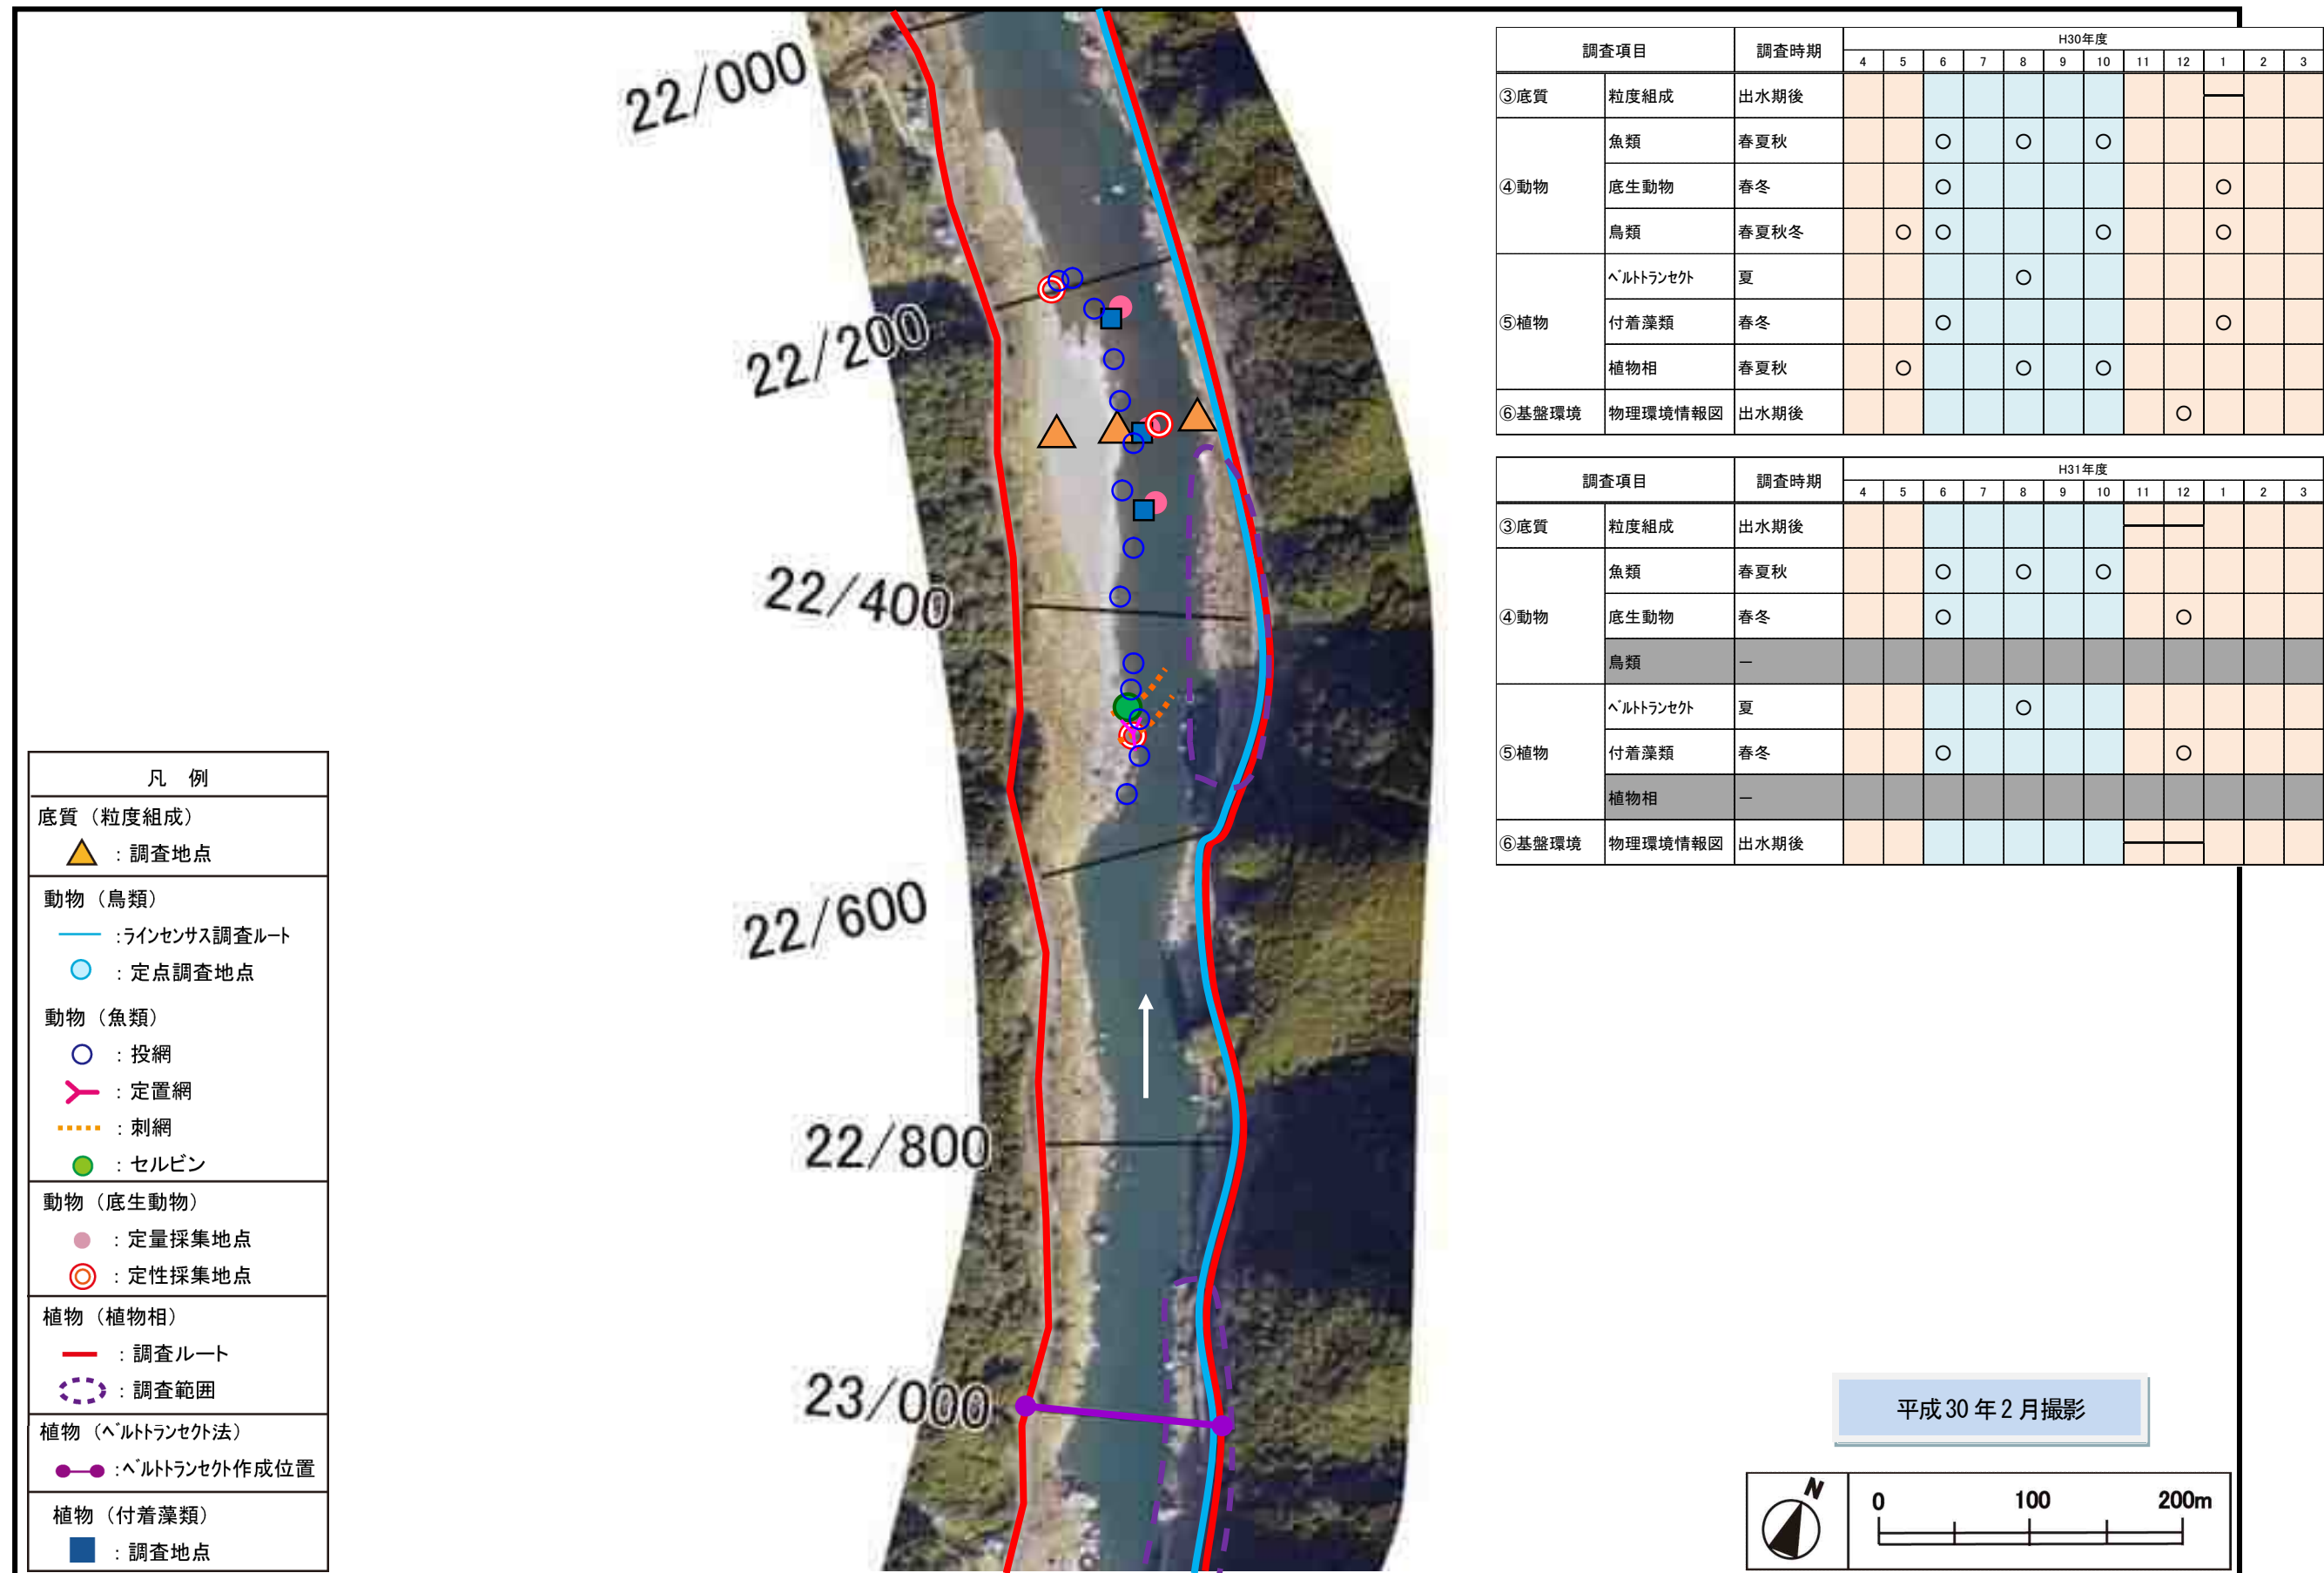 22/000
22/200
22/400
22/600
22/800
23/000
調査項目 調査時期 H30年度
4 5 6 7 8 9 10 11 12 1 2 3
③底質 粒度組成 出水期後
④動物 魚類 春夏秋 ○ ○ ○
底生動物 春冬 ○ ○
鳥類 春夏秋冬 ○ ○ ○ ○
⑤植物 ﾍﾞﾙﾄﾄﾗﾝｾｸﾄ 夏 ○
付着藻類 春冬 ○ ○
植物相 春夏秋 ○ ○ ○
⑥基盤環境 物理環境情報図 出水期後 ○
調査項目 調査時期 H31年度
4 5 6 7 8 9 10 11 12 1 2 3
③底質 粒度組成 出水期後
④動物 魚類 春夏秋 ○ ○ ○
底生動物 春冬 ○ ○
鳥類 －
⑤植物 ﾍﾞﾙﾄﾄﾗﾝｾｸﾄ 夏 ○
付着藻類 春冬 ○ ○
植物相 －
⑥基盤環境 物理環境情報図 出水期後
凡 例
底質（粒度組成）
：調査地点
動物（鳥類）
：ﾗｲﾝｾﾝｻｽ調査ﾙｰﾄ
：定点調査地点
動物（魚類）
：投網
：定置網
：刺網
：セルビン
動物（底生動物）
：定量採集地点
：定性採集地点
植物（植物相）
：調査ルート
：調査範囲
植物（ﾍﾞﾙﾄﾄﾗﾝｾｸﾄ法）
：ﾍﾞﾙﾄﾄﾗﾝｾｸﾄ作成位置
植物（付着藻類）
：調査地点
平成30年2月撮影
N
0 100 200m